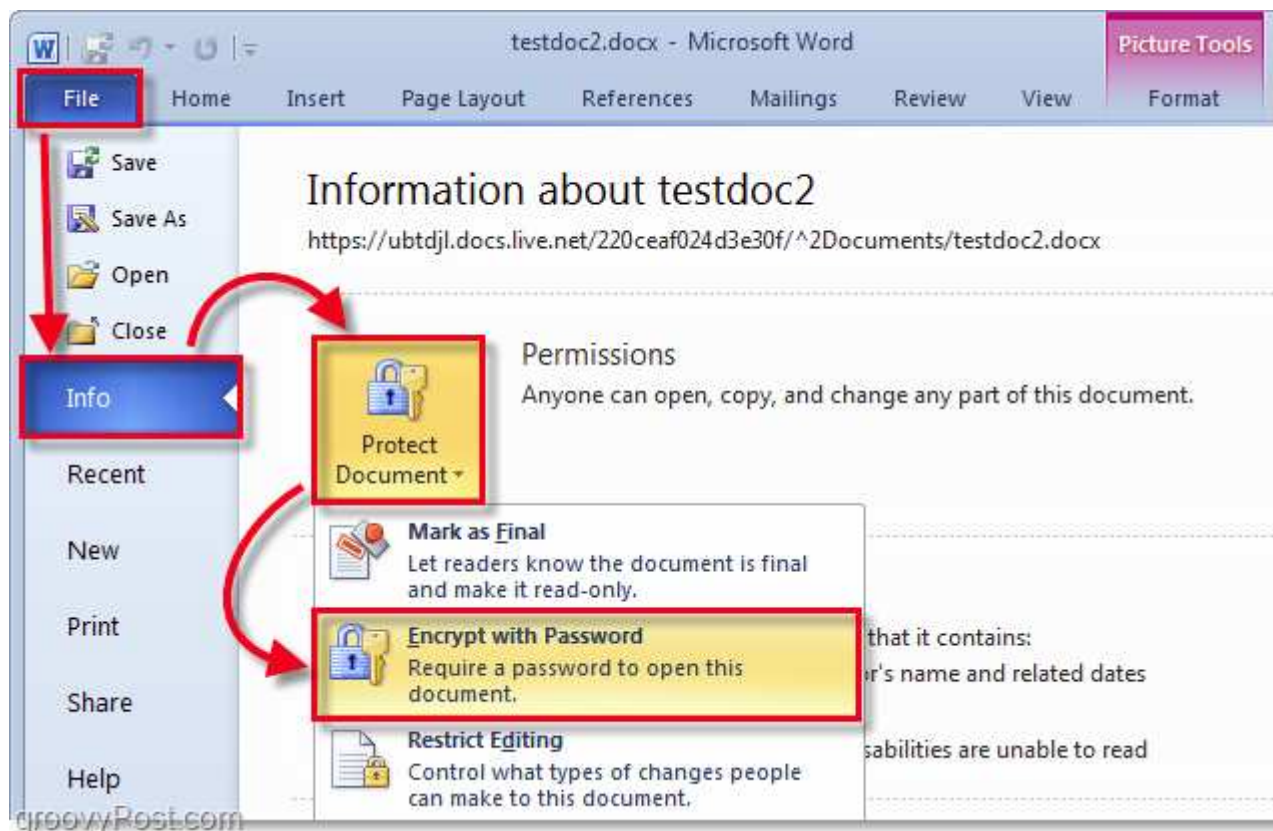 W
testdoc2.docx - Microsoft Word
Picture Tools
File Home Insert Page Layout References Mailings Review View Format
Save
Save As
Open
Close
Info
Recent
New
Print
Share
Help
Information about testdoc2
https://ubtdjl.docs.live.net/220ceaf024d3e30f/^2Documents/testdoc2.docx
Protect
Document
Permissions
Anyone can open, copy, and change any part of this document.
Mark as Final
Let readers know the document is final
and make it read-only.
Encrypt with Password
Require a password to open this
document.
Restrict Editing
Control what types of changes people
can make to this document.
that it contains:
r's name and related dates
sabilities are unable to read
groovyPost.com